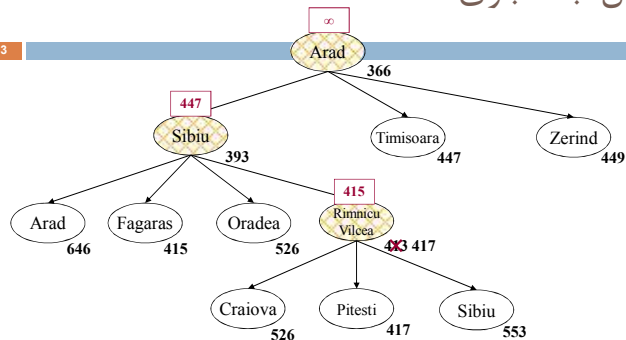 3
∞
Arad
366
447
Sibiu
393
Timisoara
447
Zerind
449
415
Arad
646
Fagaras
415
Oradea
526
Rimnicu
Vilcea
413 417
Craiova
526
Pitesti
417
Sibiu
553